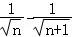 1/√n - 1/√(n+1)